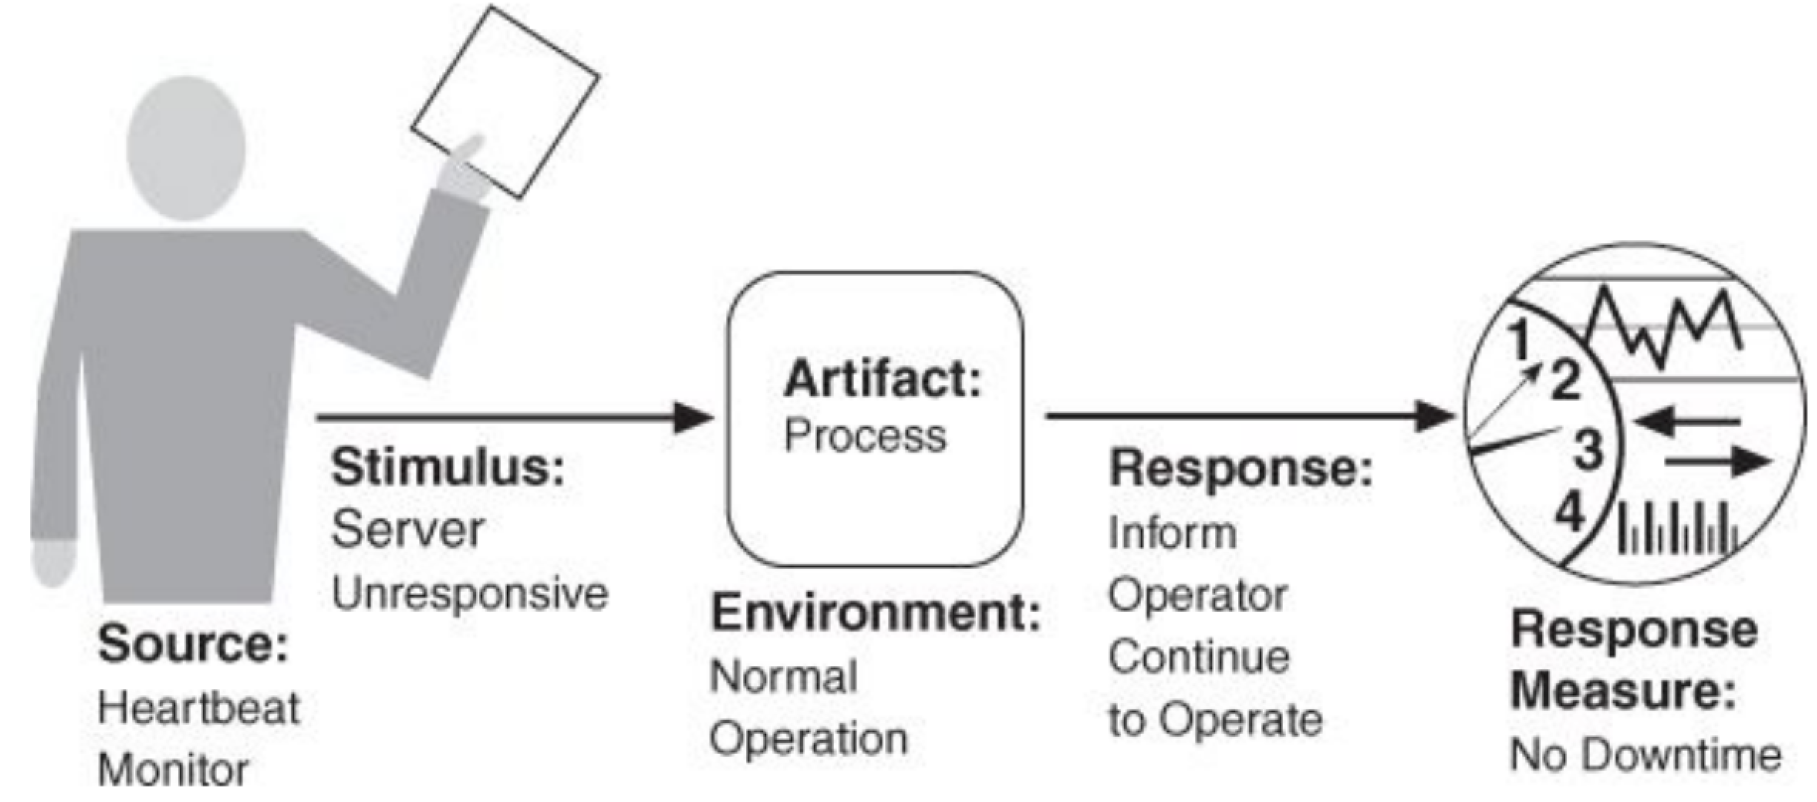 Source:
Heartbeat
Monitor
Stimulus:
Server
Unresponsive
Artifact:
Process
Environment:
Normal
Operation
Response:
Inform
Operator
Continue
to Operate
1
2
3
4
Response
Measure:
No Downtime